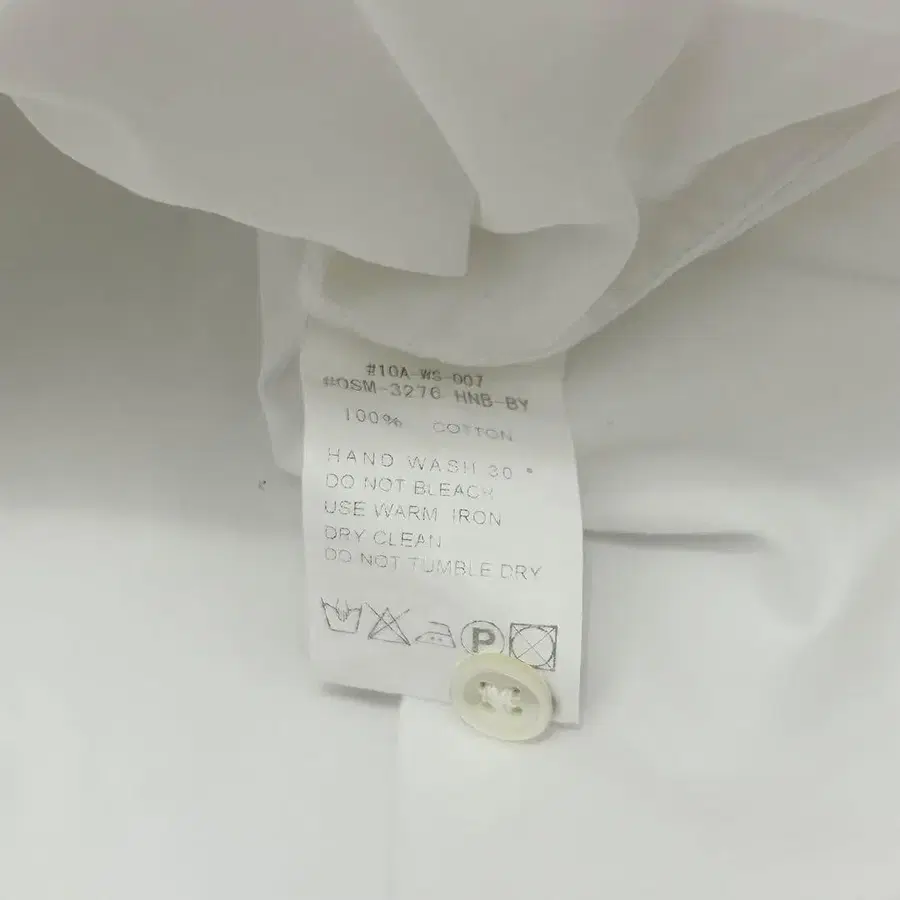 #10A-WS-007
#OSM-3276 HNB-BY
100% COTTON
HAND WASH 30°
DO NOT BLEACH
USE WARM IRON
DRY CLEAN
DO NOT TUMBLE DRY
P